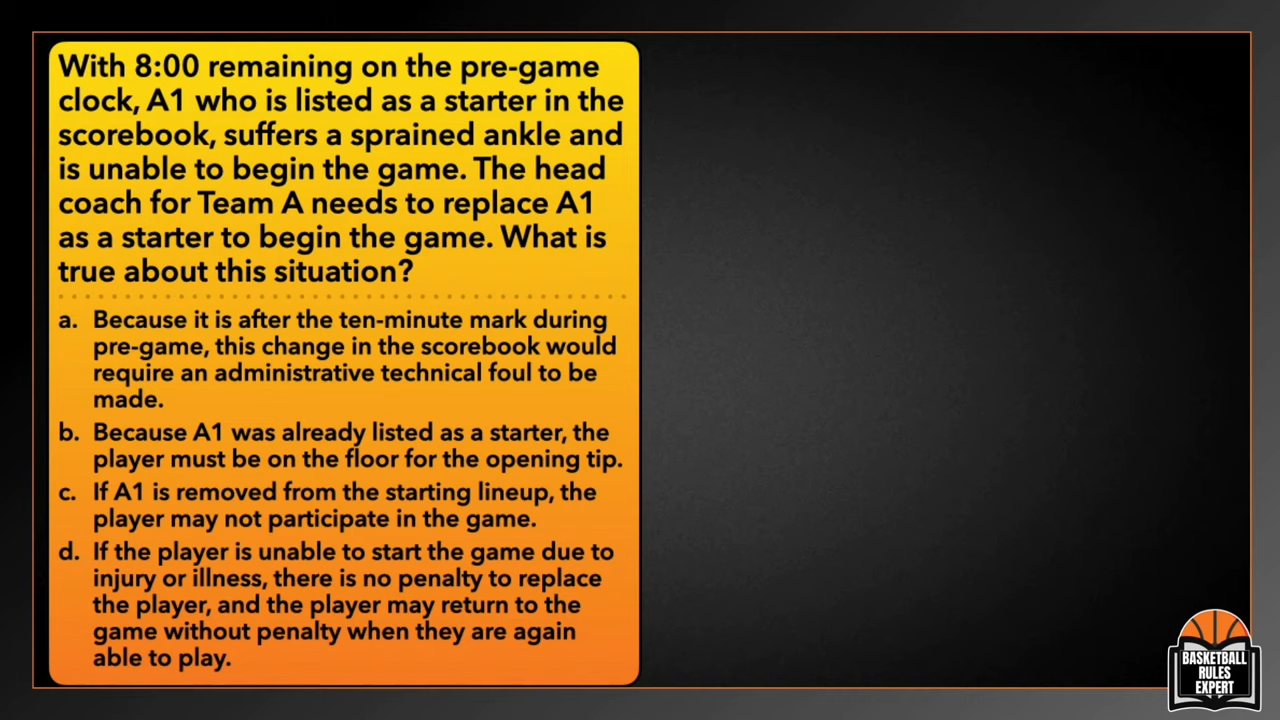 With 8:00 remaining on the pre-game
clock, A1 who is listed as a starter in the
scorebook, suffers a sprained ankle and
is unable to begin the game. The head
coach for Team A needs to replace A1
as a starter to begin the game. What is
true about this situation?
a. Because it is after the ten-minute mark during
pre-game, this change in the scorebook would
require an administrative technical foul to be
made.
b. Because A1 was already listed as a starter, the
player must be on the floor for the opening tip.
c. If A1 is removed from the starting lineup, the
player may not participate in the game.
d. If the player is unable to start the game due to
injury or illness, there is no penalty to replace
the player, and the player may return to the
game without penalty when they are again
able to play.
BASKETBALL
RULES
EXPERT